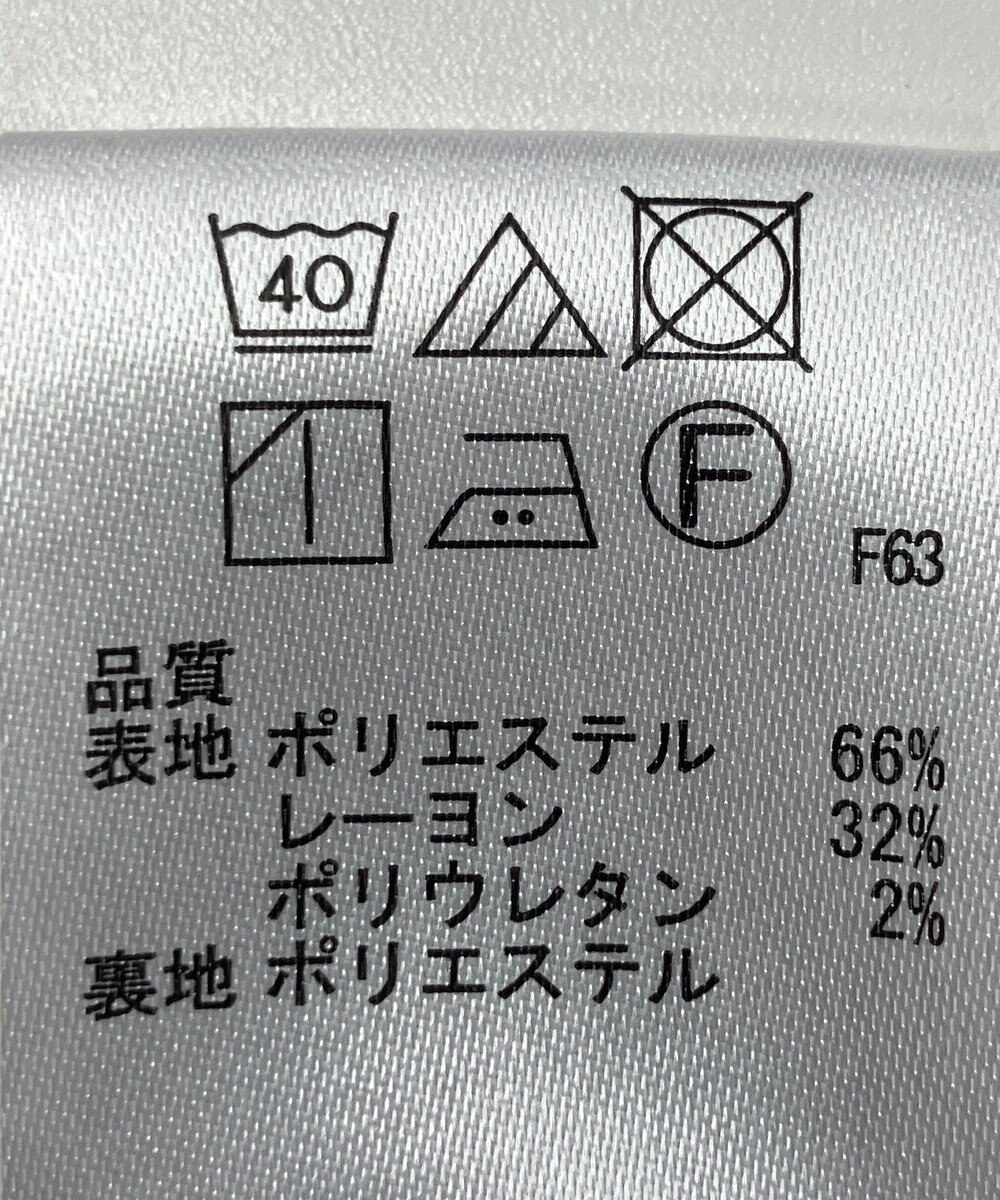 40
F
F63
品質
表地 ポリエステル 66%
レーヨン 32%
ポリウレタン 2%
裏地 ポリエステル